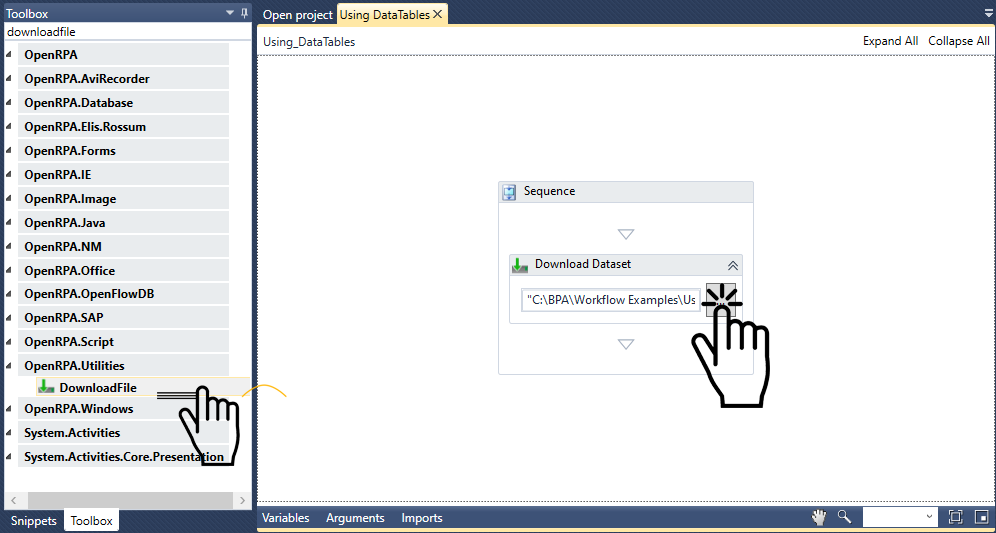 Toolbox
downloadfile
OpenRPA
OpenRPA.AviRecorder
OpenRPA.Database
OpenRPA.Elis.Rossum
OpenRPA.Forms
OpenRPA.IE
OpenRPA.Image
OpenRPA.Java
OpenRPA.NM
OpenRPA.Office
OpenRPA.OpenFlowDB
OpenRPA.SAP
OpenRPA.Script
OpenRPA.Utilities
DownloadFile
OpenRPA.Windows
System.Activities
System.Activities.Core.Presentation
Snippets Toolbox
Open project Using DataTables
Using_DataTables Expand All Collapse All
Sequence
Download Dataset
"C:\BPA\Workflow Examples\Us
Variables Arguments Imports